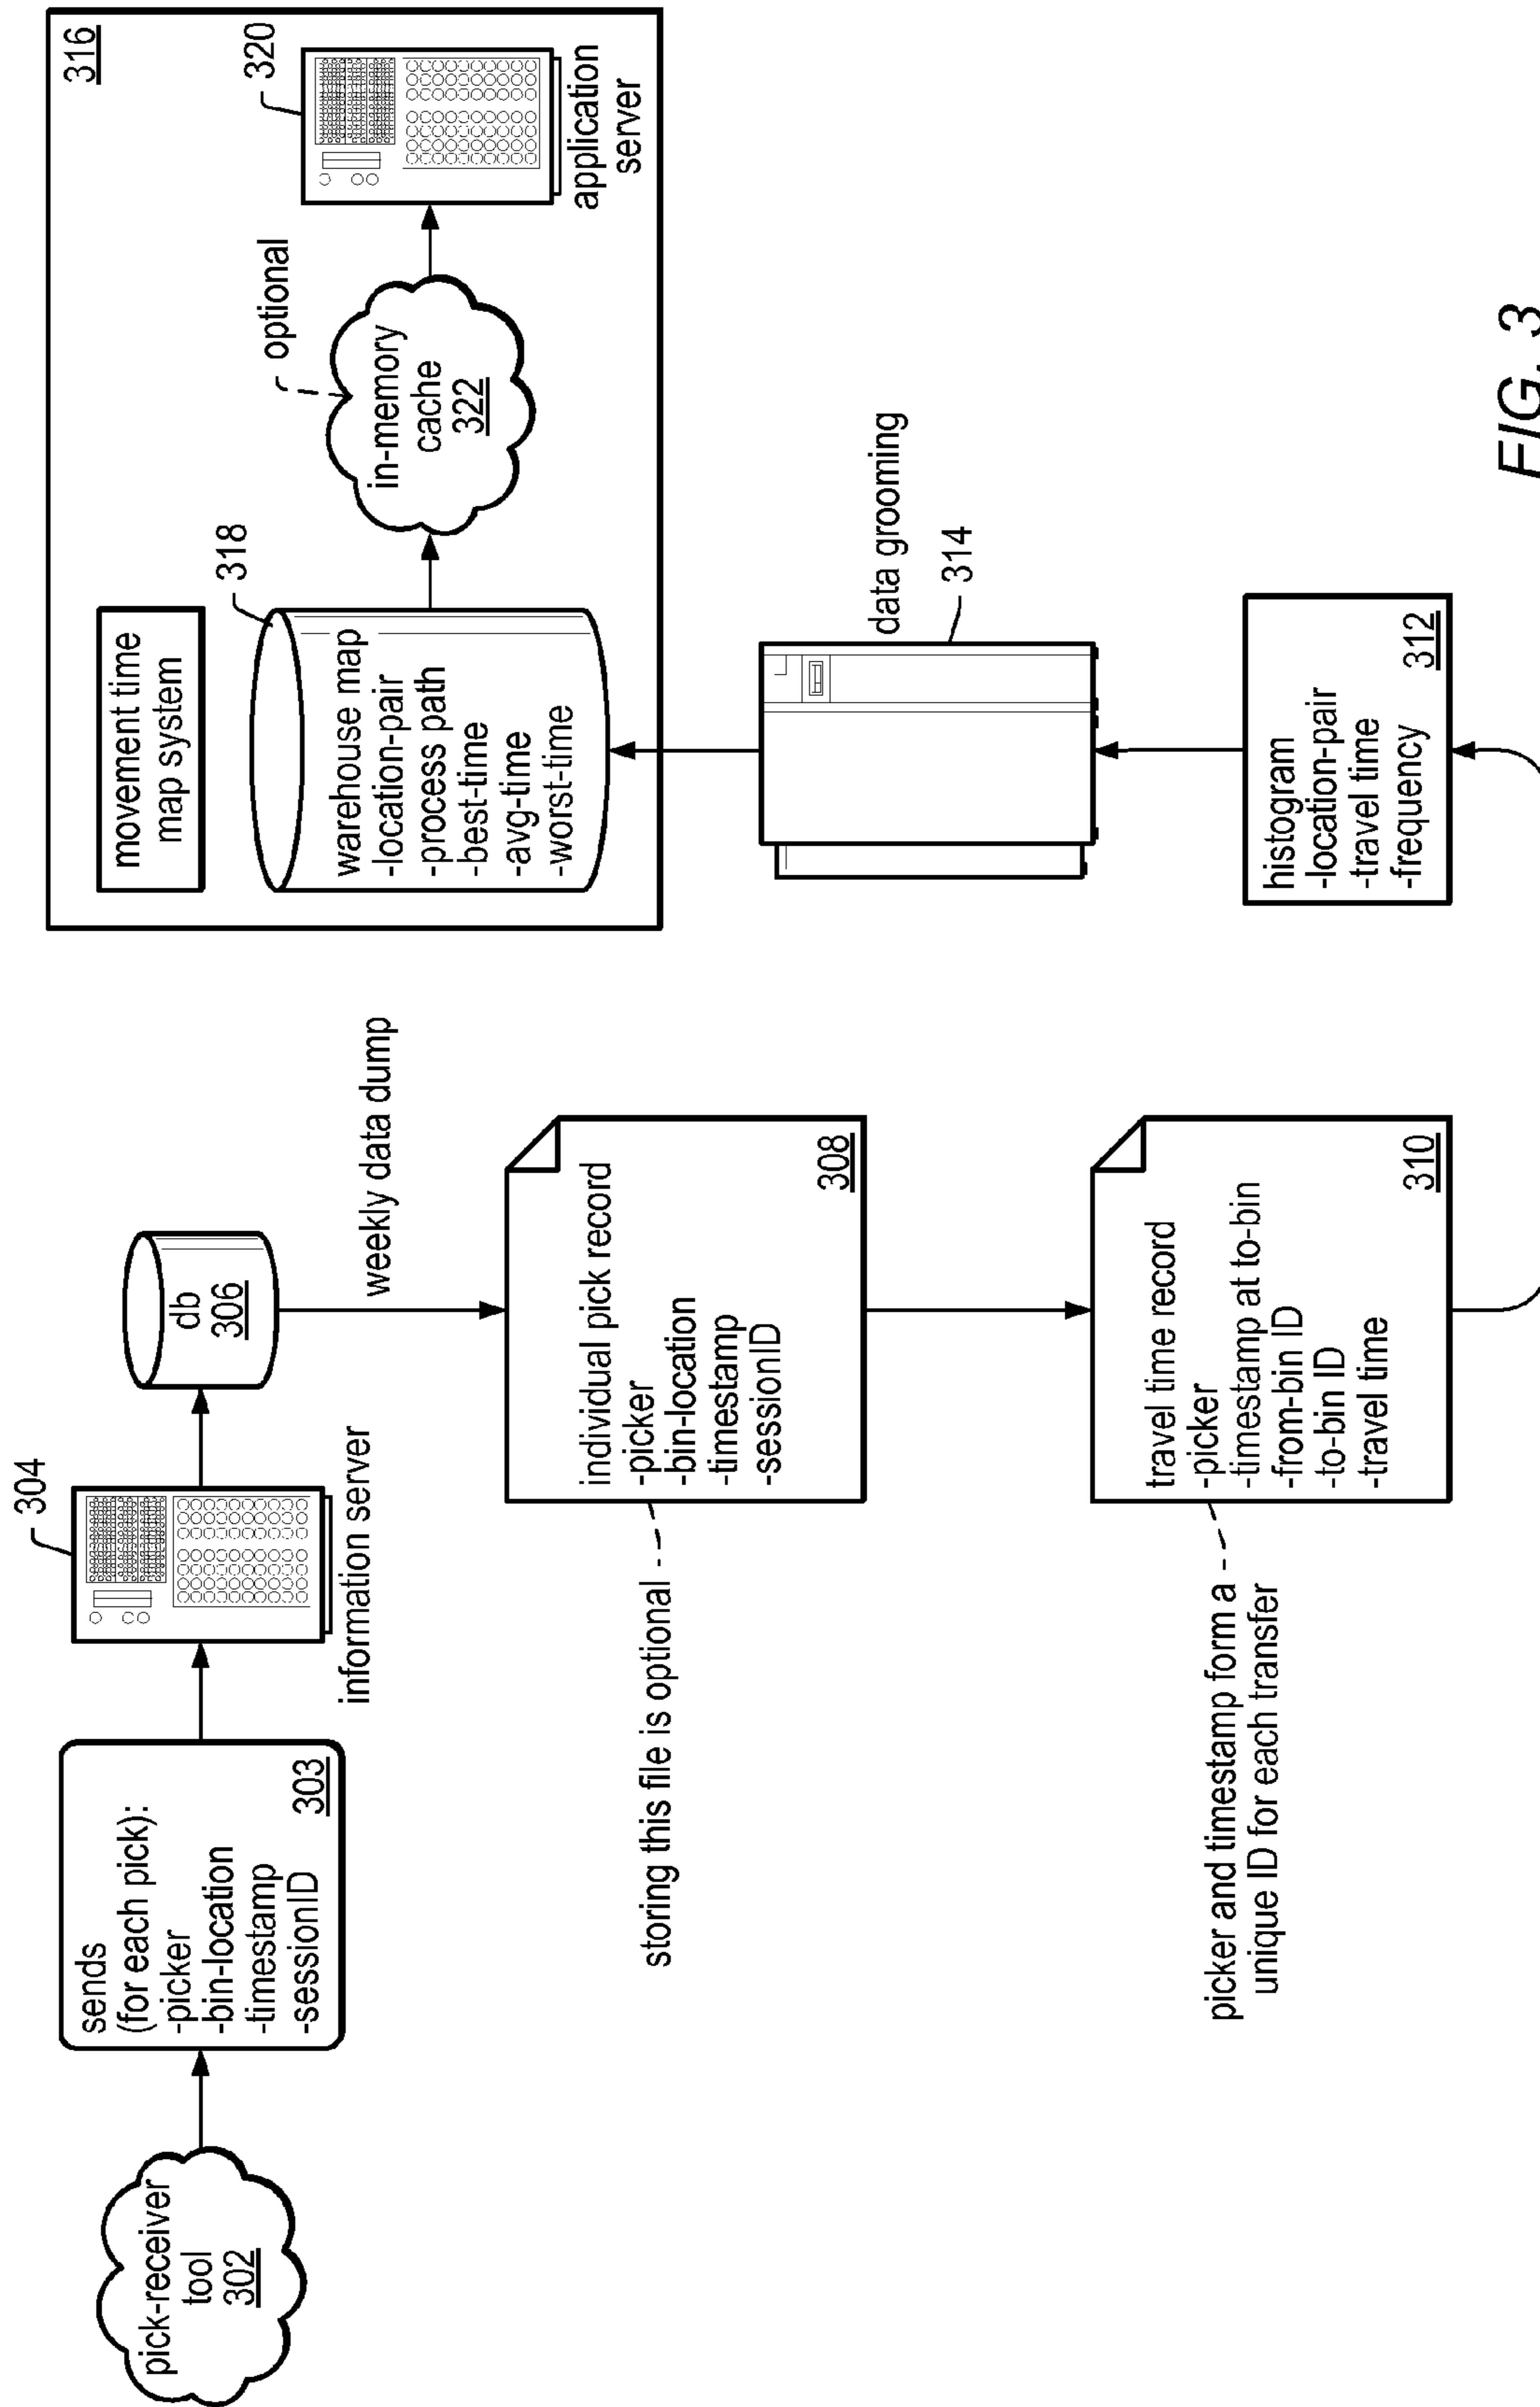 pick-receiver
tool
302
sends
(for each pick):
-picker
-bin-location
-timestamp
-sessionID
303
304
information server
db
306
weekly data dump
individual pick record
-picker
-bin-location
-timestamp
-sessionID
308
storing this file is optional
travel time record
-picker
-timestamp at to-bin
-from-bin ID
-to-bin ID
-travel time
310
picker and timestamp form a
unique ID for each transfer
histogram
-location-pair
-travel time
-frequency
312
data grooming
314
316
movement time
map system
318
warehouse map
-location-pair
-process path
-best-time
-avg-time
-worst-time
optional
in-memory
cache
322
320
application
server
FIG. 3